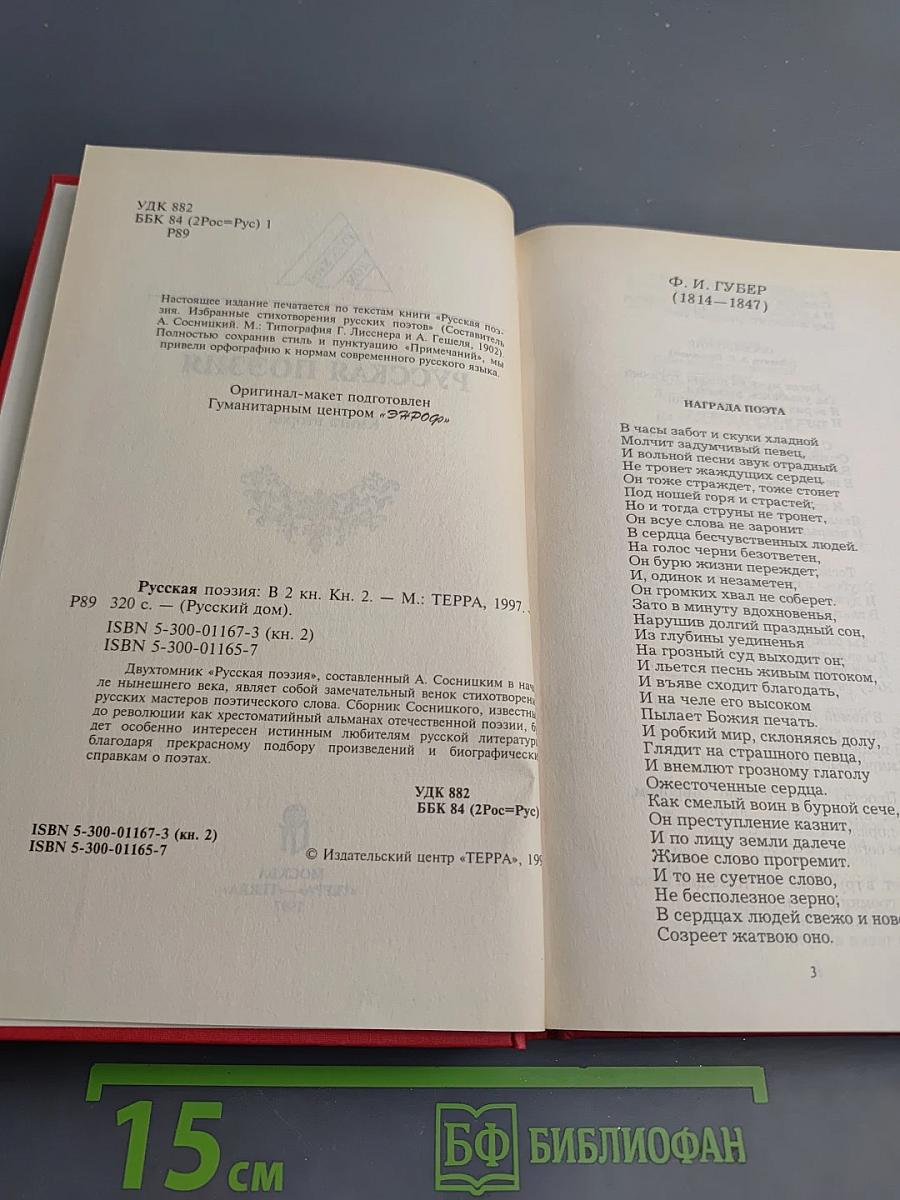 УДК 882
ББК 84 (2Рос=Рус) 1
Р89
Настоящее издание печатается по текстам книги «Русская поэ-
зия. Избранные стихотворения русских поэтов» (Составитель
А. Сосницкий. М.: Типография Г. Лисснера и А. Гешеля, 1902).
Полностью сохранив стиль и пунктуацию «Примечаний», мы
привели орфографию к нормам современного русского языка.
Оригинал-макет подготовлен
Гуманитарным центром «ЭНРОФ»
Русская поэзия: В 2 кн. Кн. 2. — М.: ТЕРРА, 1997.
Р89 320 с. — (Русский дом).
ISBN 5-300-01167-3 (кн. 2)
ISBN 5-300-01165-7
Двухтомник «Русская поэзия», составленный А. Сосницким в нача
ле нынешнего века, являет собой замечательный венок стихотворени
русских мастеров поэтического слова. Сборник Сосницкого, известны
до революции как хрестоматийный альманах отечественной поэзии, б
дет особенно интересен истинным любителям русской литератур
благодаря прекрасному подбору произведений и биографически
справкам о поэтах.
УДК 882
ББК 84 (2Рос=Рус)
ISBN 5-300-01167-3 (кн. 2)
ISBN 5-300-01165-7
© Издательский центр «ТЕРРА», 199
Ф. И. ГУБЕР
(1814—1847)
НАГРАДА ПОЭТА
В часы забот и скуки хладной
Молчит задумчивый певец,
И вольной песни звук отрадный
Не тронет жаждущих сердец.
Он тоже страждет, тоже стонет
Под ношей горя и страстей;
Но и тогда струны не тронет,
Он всуе слова не заронит
В сердца бесчувственных людей.
На голос черни безответен,
Он бурю жизни переждет;
И, одинок и незаметен,
Он громких хвал не соберет.
Зато в минуту вдохновенья,
Нарушив долгий праздный сон,
Из глубины уединенья
На грозный суд выходит он;
И льется песнь живым потоком,
И въяве сходит благодать,
И на челе его высоком
Пылает Божия печать.
И робкий мир, склоняясь долу,
Глядит на страшного певца,
И внемлют грозному глаголу
Ожесточенные сердца.
Как смелый воин в бурной сече,
Он преступление казнит,
И по лицу земли далече
Живое слово прогремит.
И то не суетное слово,
Не бесполезное зерно;
В сердцах людей свежо и ново
Созреет жатвою оно.
3
15 см
БФ БИБЛИОФАН